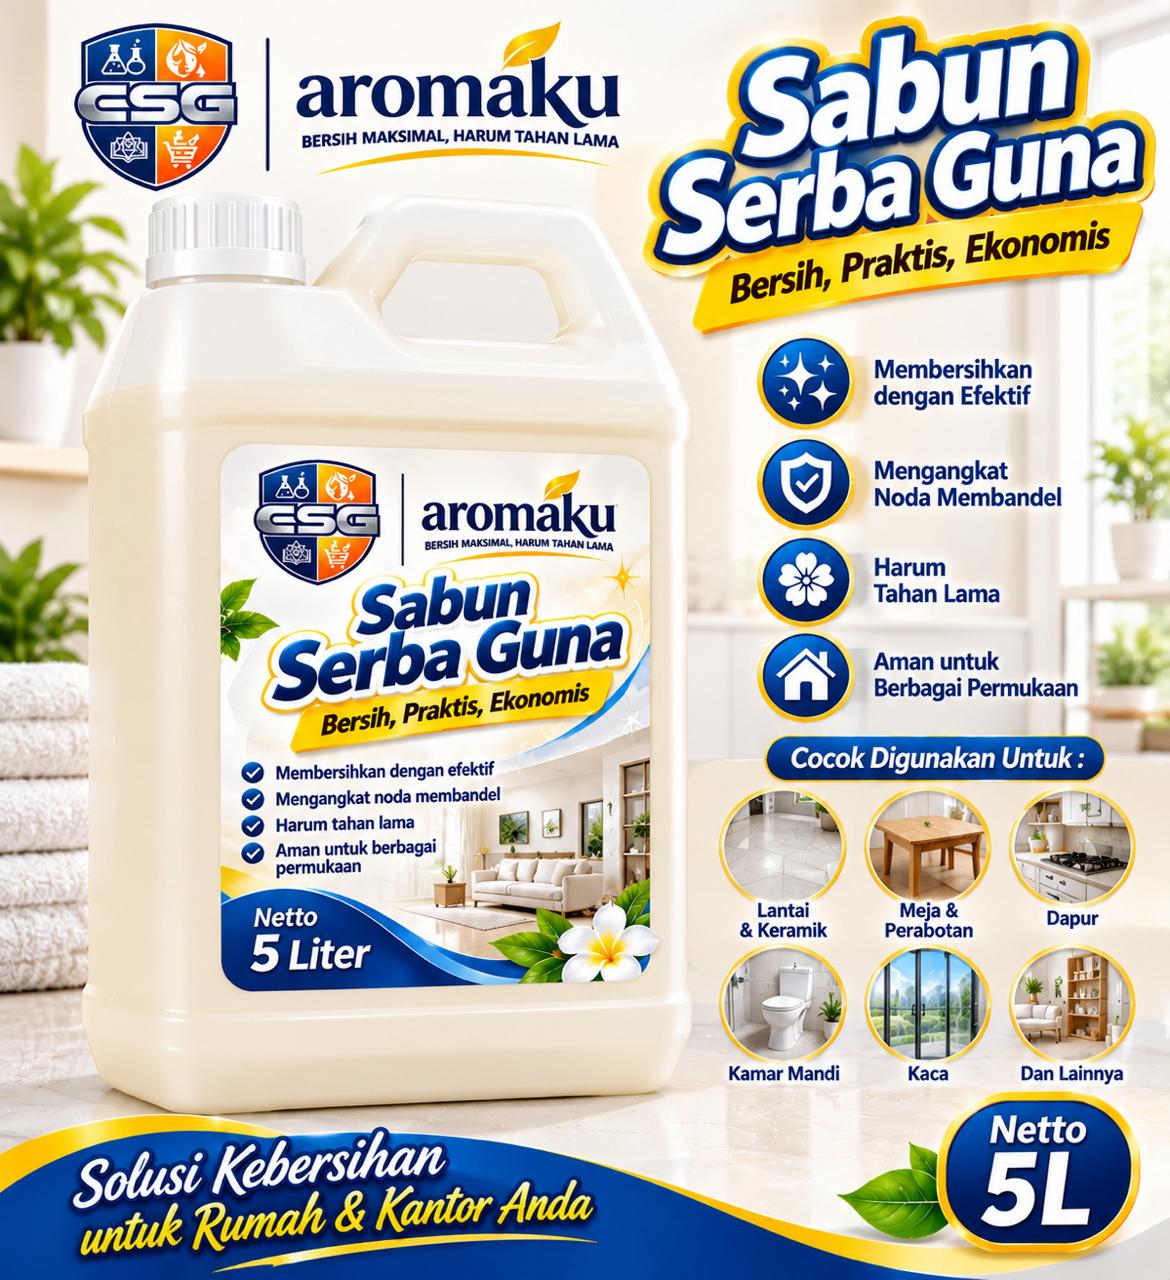 CSG
aromaku
BERSIH MAKSIMAL, HARUM TAHAN LAMA
Sabun
Serba Guna
Bersih, Praktis, Ekonomis
Membersihkan
dengan Efektif
Mengangkat
Noda Membandel
Harum
Tahan Lama
Aman untuk
Berbagai Permukaan
CSG
aromaku
BERSIH MAKSIMAL, HARUM TAHAN LAMA
Sabun
Serba Guna
Bersih, Praktis, Ekonomis
Membersihkan dengan efektif
Mengangkat noda membandel
Harum tahan lama
Aman untuk berbagai
permukaan
Netto
5 Liter
Cocok Digunakan Untuk :
Lantai
& Keramik
Meja &
Perabotan
Dapur
Kamar Mandi
Kaca
Dan Lainnya
Solusi Kebersihan
untuk Rumah & Kantor Anda
Netto
5L